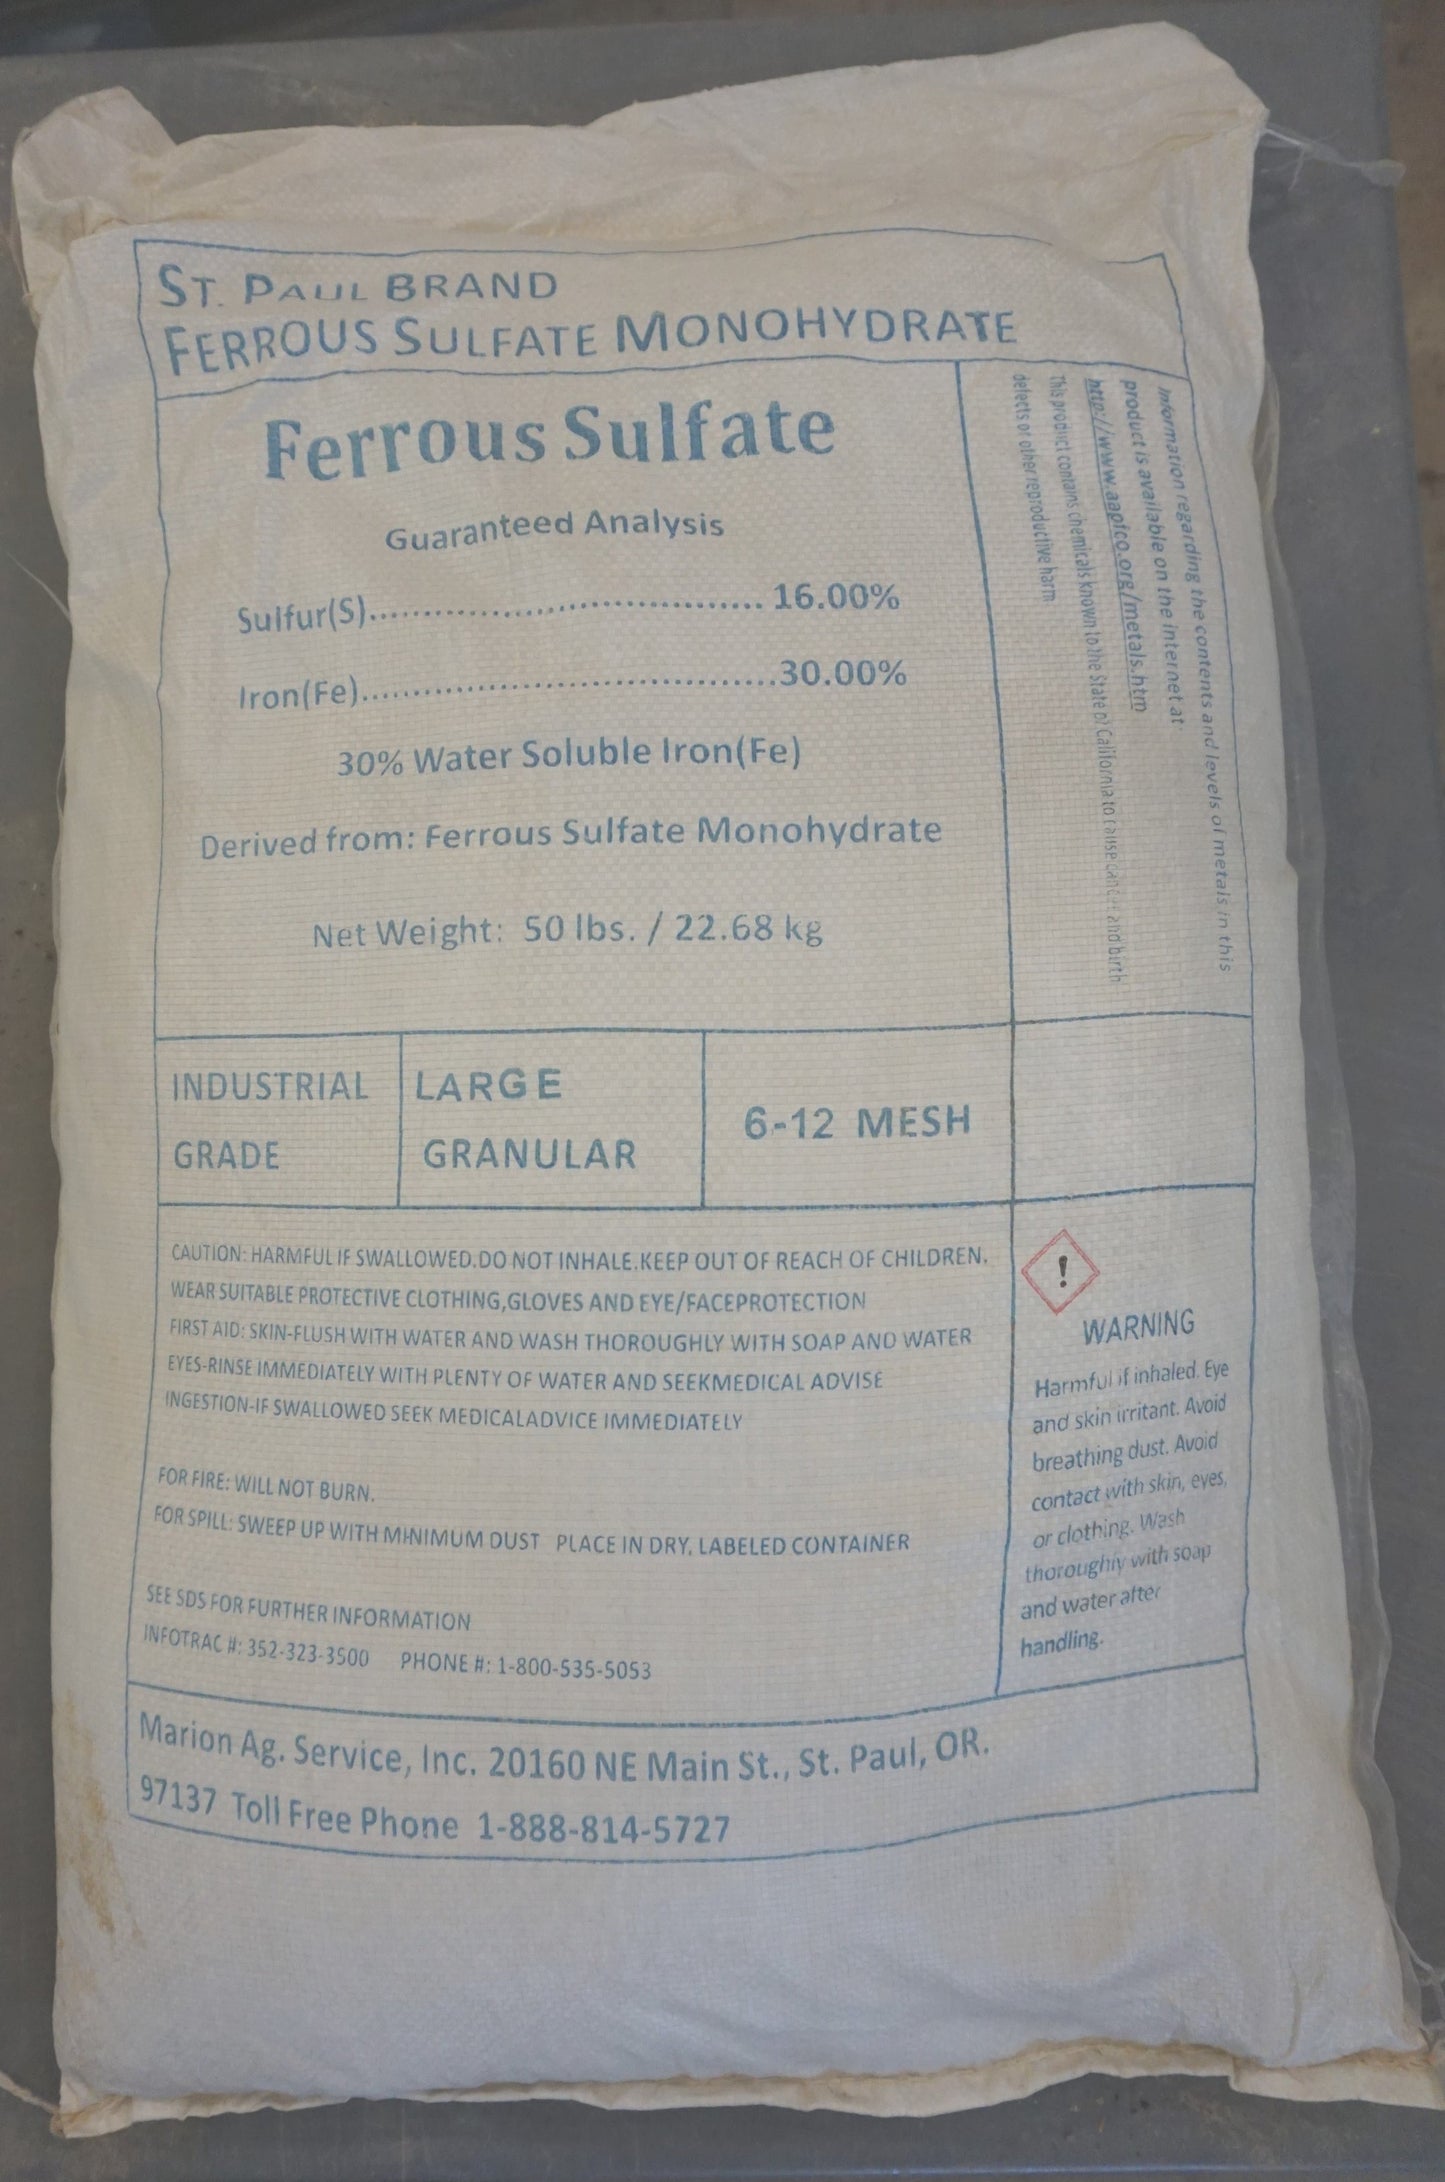 ST. PAUL BRAND
FERROUS SULFATE MONOHYDRATE
Ferrous Sulfate
Guaranteed Analysis
Sulfur(S)........................................ 16.00%
Iron(Fe)..........................................30.00%
30% Water Soluble Iron(Fe)
Derived from: Ferrous Sulfate Monohydrate
Net Weight: 50 lbs. / 22.68 kg
Information regarding the contents and levels of metals in this
product is available on the internet at
http://www.aapfco.org/metals.htm
This product contains chemicals known to the State of California to cause cancer and birth
defects or other reproductive harm
INDUSTRIAL
GRADE
LARGE
GRANULAR
6-12 MESH
CAUTION: HARMFUL IF SWALLOWED.DO NOT INHALE.KEEP OUT OF REACH OF CHILDREN.
WEAR SUITABLE PROTECTIVE CLOTHING,GLOVES AND EYE/FACEPROTECTION
FIRST AID: SKIN-FLUSH WITH WATER AND WASH THOROUGHLY WITH SOAP AND WATER
EYES-RINSE IMMEDIATELY WITH PLENTY OF WATER AND SEEKMEDICAL ADVISE
INGESTION-IF SWALLOWED SEEK MEDICALADVICE IMMEDIATELY
FOR FIRE: WILL NOT BURN.
FOR SPILL: SWEEP UP WITH MINIMUM DUST PLACE IN DRY, LABELED CONTAINER
SEE SDS FOR FURTHER INFORMATION
INFOTRAC #: 352-323-3500 PHONE #: 1-800-535-5053
!
WARNING
Harmful if inhaled. Eye
and skin irritant. Avoid
breathing dust. Avoid
contact with skin, eyes,
or clothing. Wash
thoroughly with soap
and water after
handling.
Marion Ag. Service, Inc. 20160 NE Main St., St. Paul, OR.
97137 Toll Free Phone 1-888-814-5727